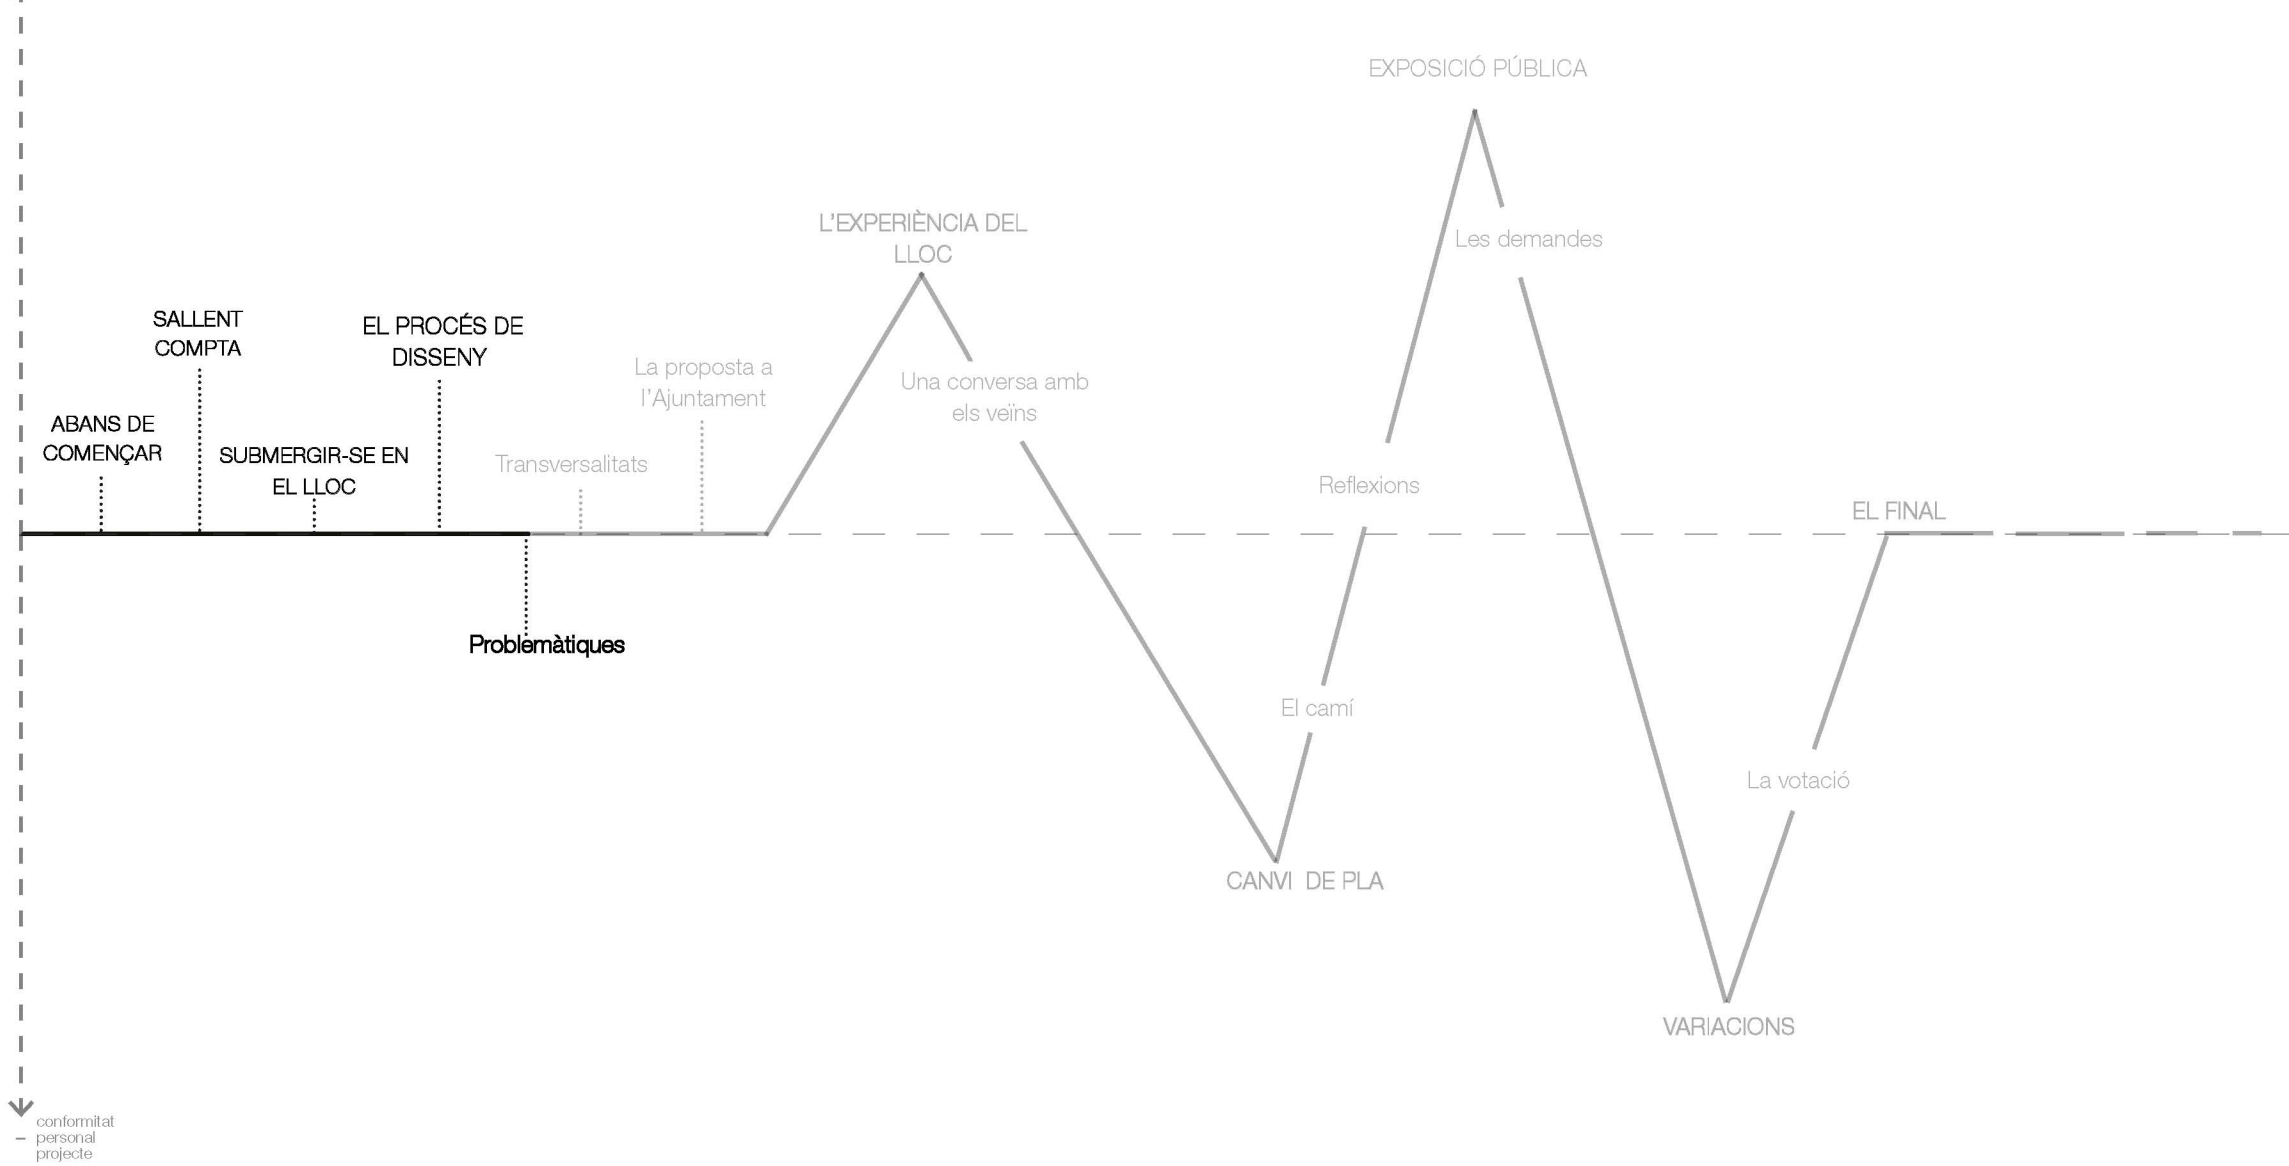 EXPOSICIÓ PÚBLICA
L'EXPERIÈNCIA DEL
LLOC
Les demandes
SALLENT
COMPTA
EL PROCÉS DE
DISSENY
La proposta a
l'Ajuntament
Una conversa amb
els veïns
ABANS DE
COMENÇAR
SUBMERGIR-SE EN
EL LLOC
Transversalitats
Reflexions
EL FINAL
Problemàtiques
El camí
La votació
CANVI DE PLA
VARIACIONS
conformitat
– personal
projecte